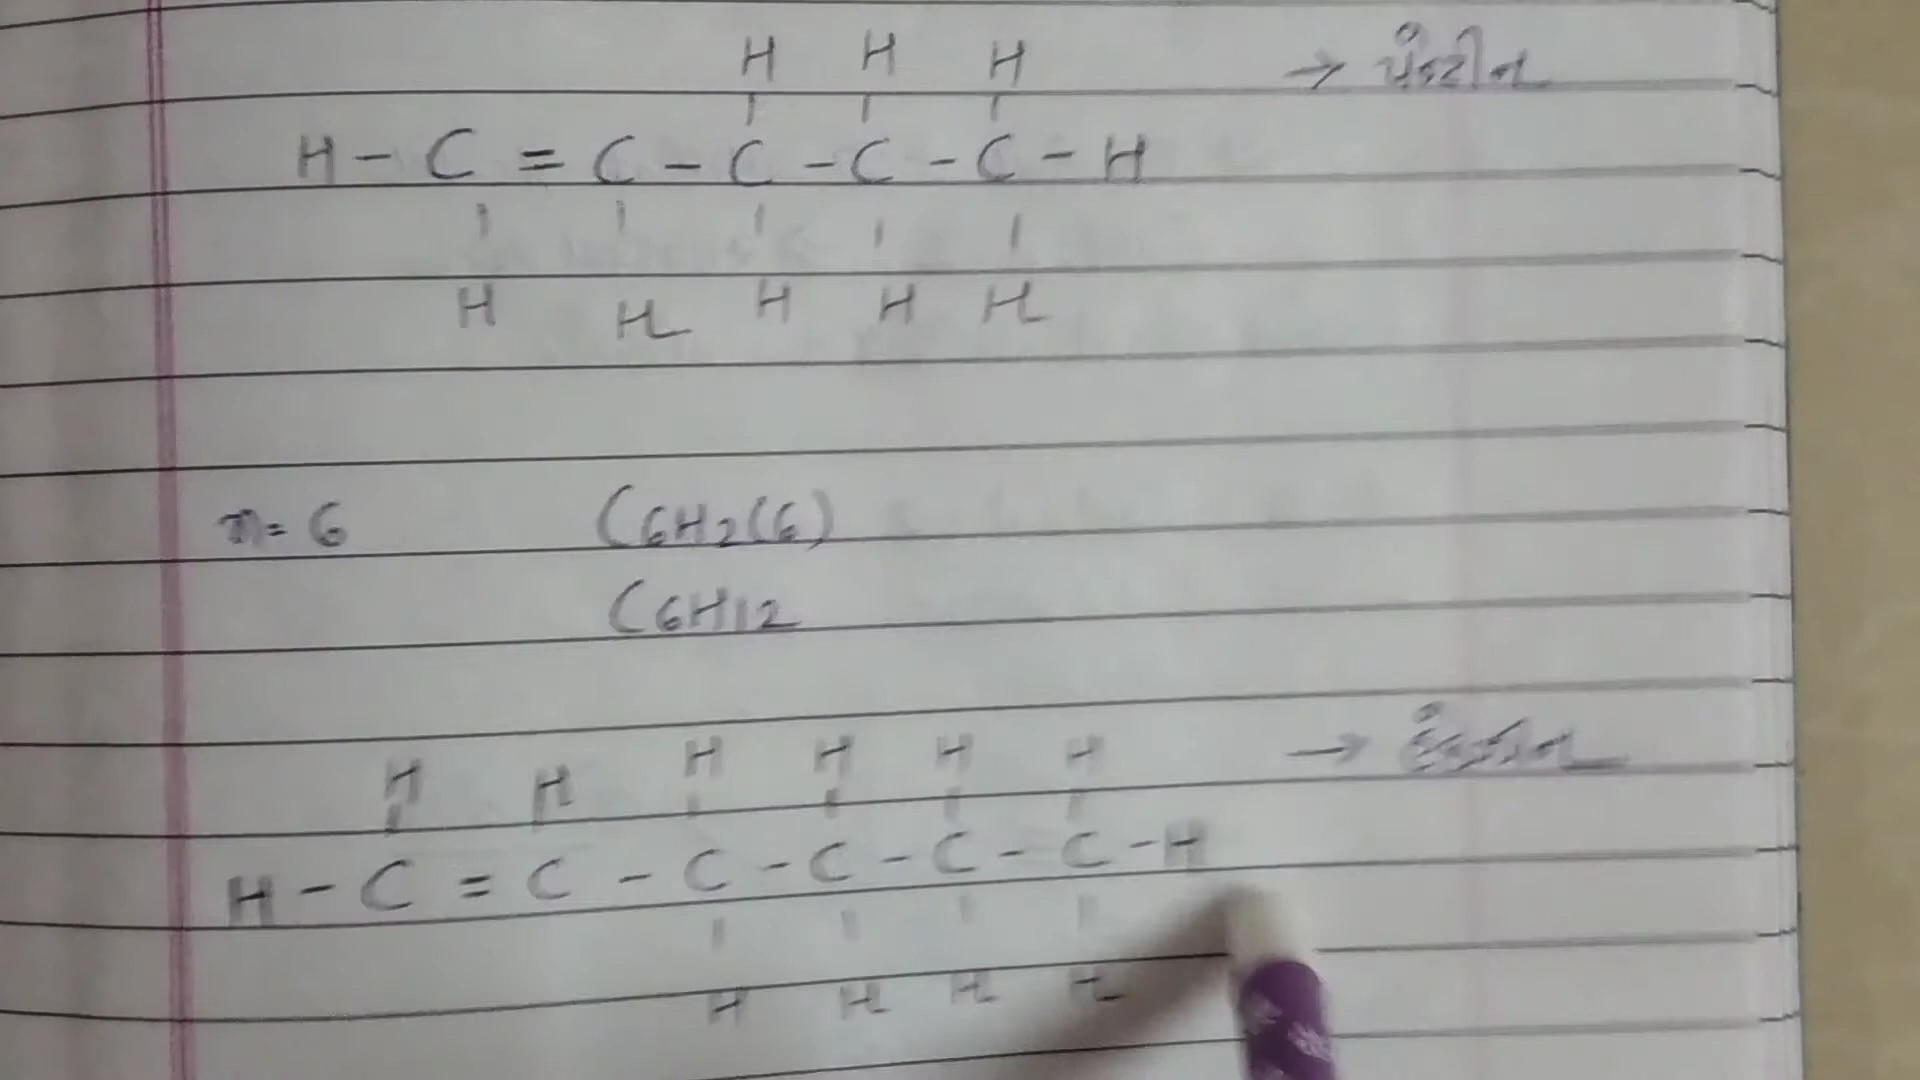 H H H → પેન્ટીન
H - C = C - C - C - C - H
H H H H H
n = 6 C6H2(6)
C6H12
H H H H H H → હેક્ઝીન
H - C = C - C - C - C - C - H
H H H H